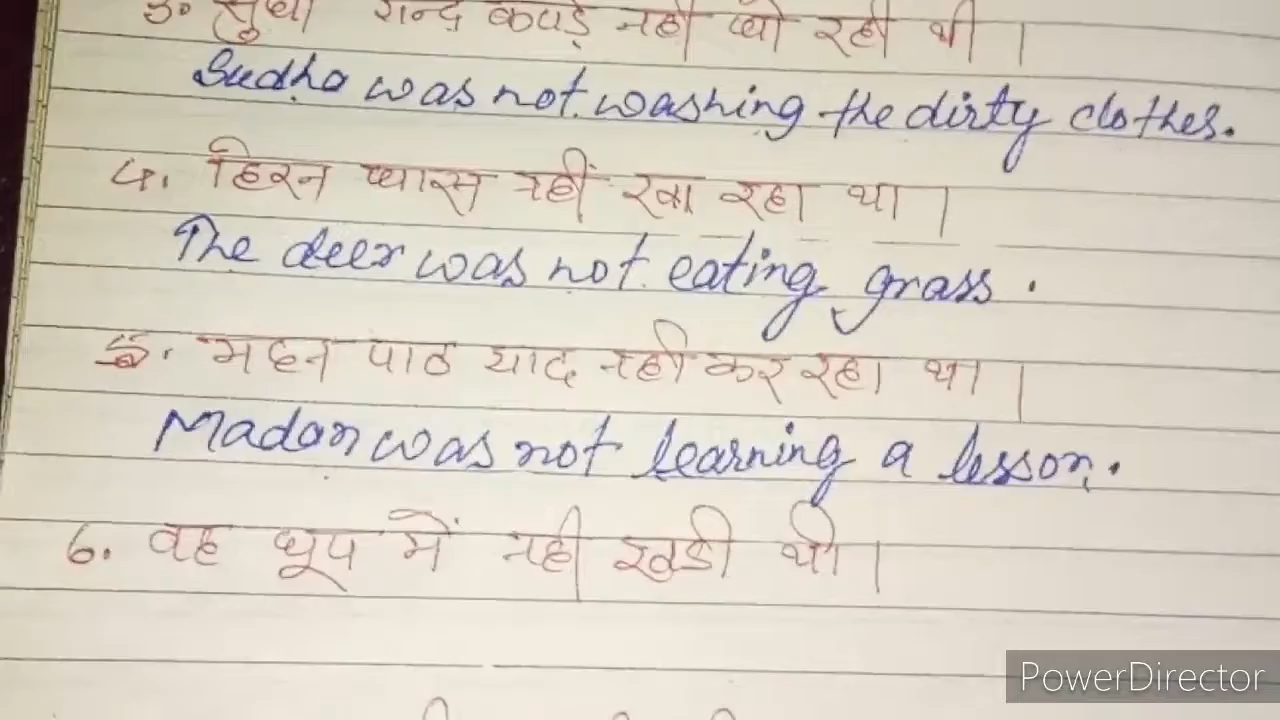 3. सुधा गन्दे कपड़े नहीं धो रही थी।
Sudha was not washing the dirty clothes.
4. हिरन घास नहीं खा रहा था।
The deer was not eating grass.
5. मदन पाठ याद नही कर रहा था।
Madan was not learning a lesson.
6. वह धूप में नही खडी थी।
PowerDirector